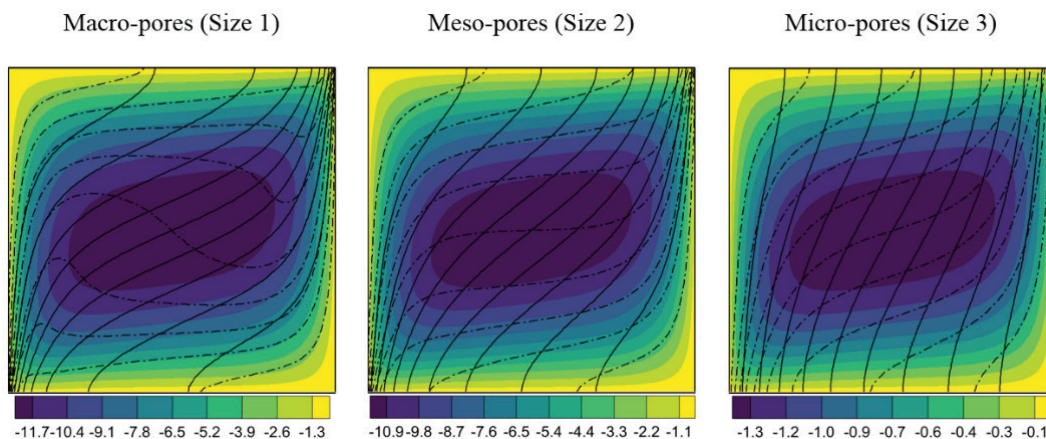 Macro-pores (Size 1)
Meso-pores (Size 2)
Micro-pores (Size 3)
-11.7-10.4 -9.1 -7.8 -6.5 -5.2 -3.9 -2.6 -1.3
-10.9 -9.8 -8.7 -7.6 -6.5 -5.4 -4.4 -3.3 -2.2 -1.1
-1.3 -1.2 -1.0 -0.9 -0.7 -0.6 -0.4 -0.3 -0.1